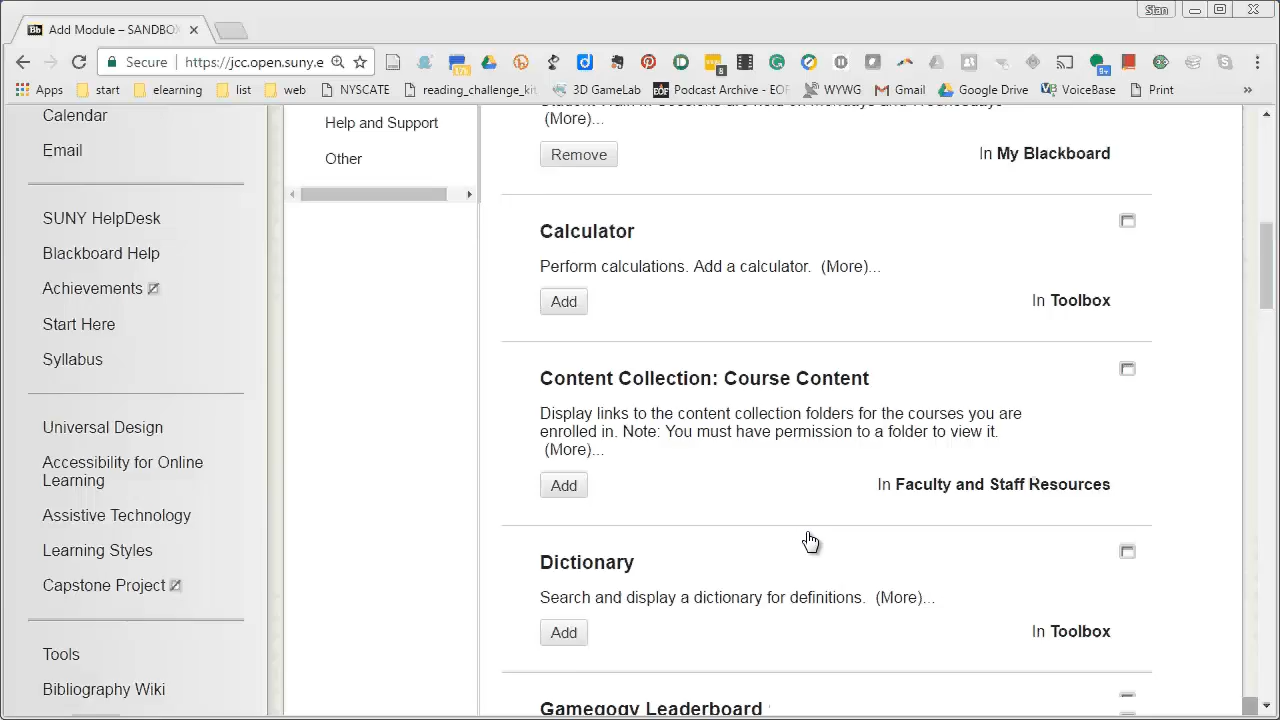 Stan
Add Module – SANDBO
Secure https://jcc.open.suny.e
Apps start elearning list web NYSCATE reading_challenge_kit 3D GameLab Podcast Archive - EOF WYWG Gmail Google Drive VoiceBase Print »
Calendar
Email
SUNY HelpDesk
Blackboard Help
Achievements
Start Here
Syllabus
Universal Design
Accessibility for Online
Learning
Assistive Technology
Learning Styles
Capstone Project
Tools
Bibliography Wiki
Help and Support
Other
(More)...
Remove
In My Blackboard
Calculator
Perform calculations. Add a calculator. (More)...
Add
In Toolbox
Content Collection: Course Content
Display links to the content collection folders for the courses you are
enrolled in. Note: You must have permission to a folder to view it.
(More)...
Add
In Faculty and Staff Resources
Dictionary
Search and display a dictionary for definitions. (More)...
Add
In Toolbox
Gamegogy Leaderboard